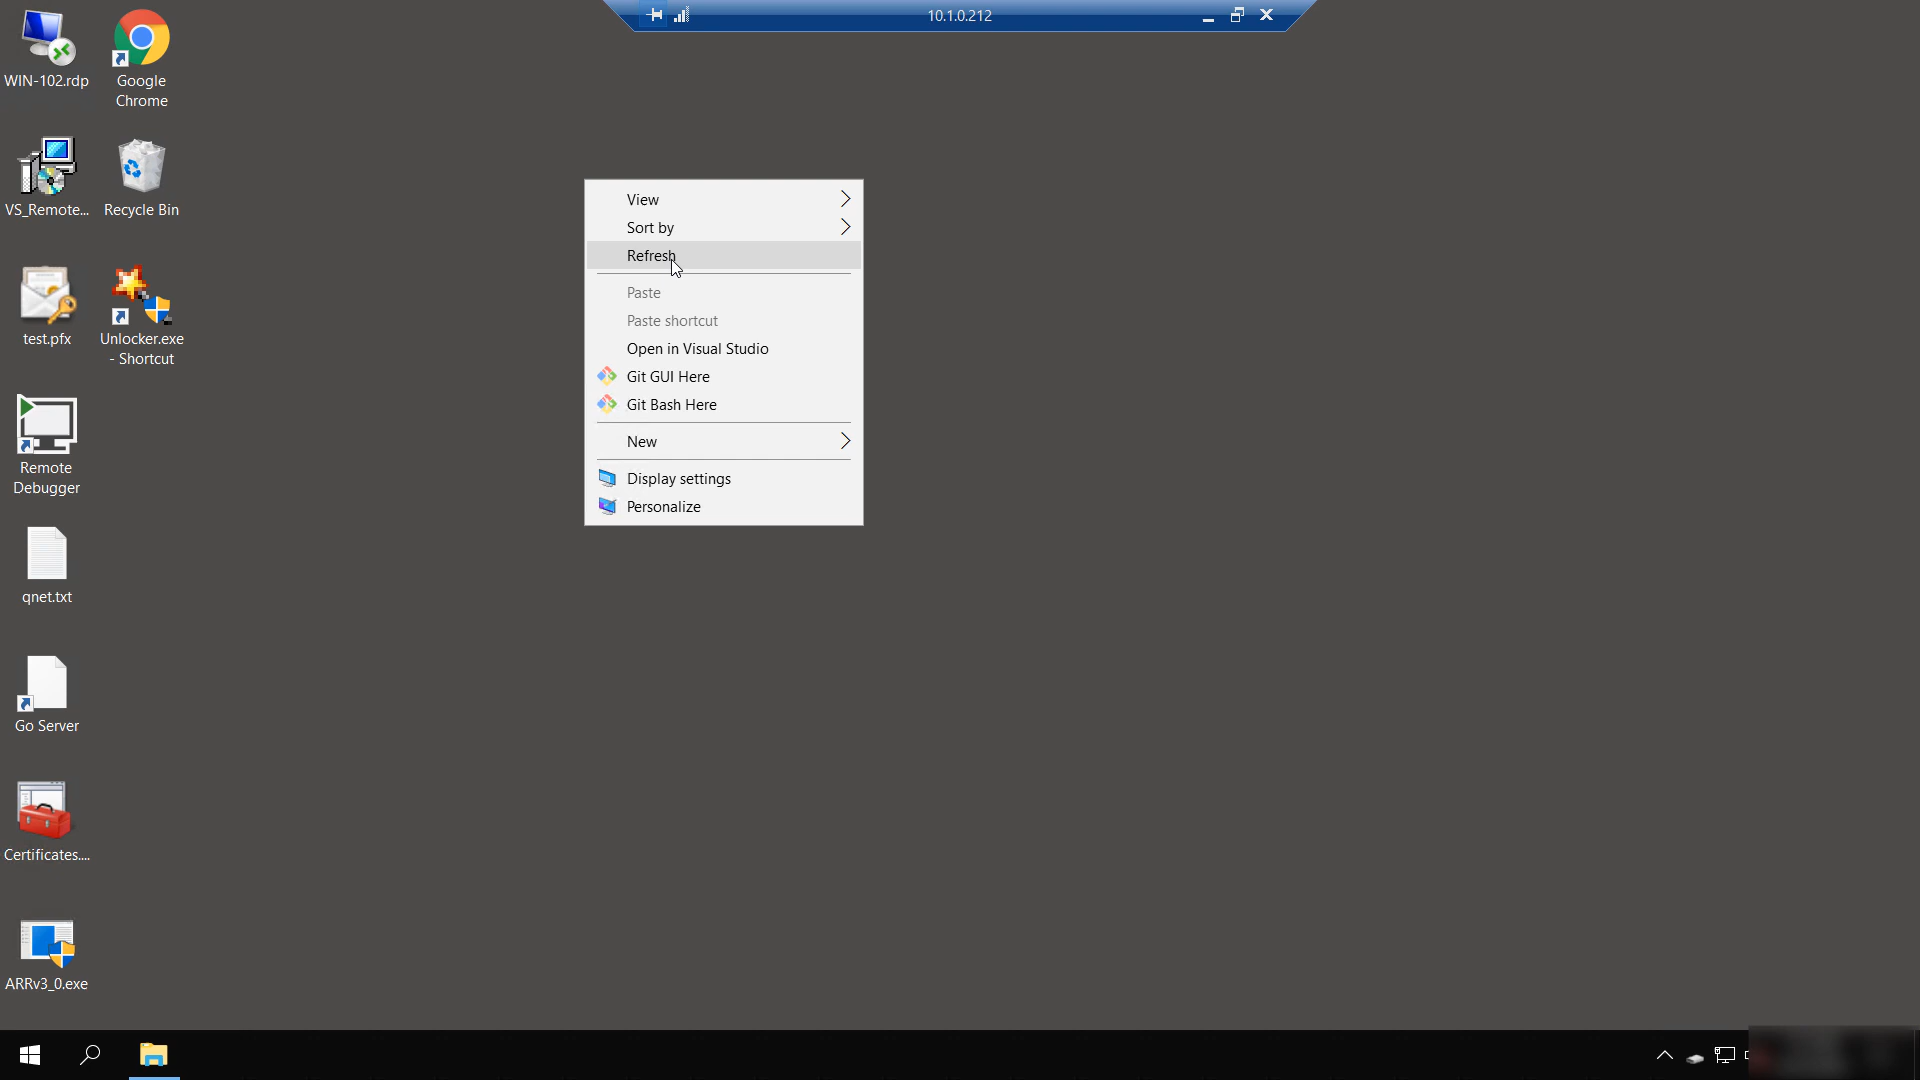 10.1.0.212
WIN-102.rdp
Google
Chrome
VS_Remote...
Recycle Bin
test.pfx
Unlocker.exe
- Shortcut
Remote
Debugger
qnet.txt
Go Server
Certificates....
ARRv3_0.exe
View
Sort by
Refresh
Paste
Paste shortcut
Open in Visual Studio
Git GUI Here
Git Bash Here
New
Display settings
Personalize